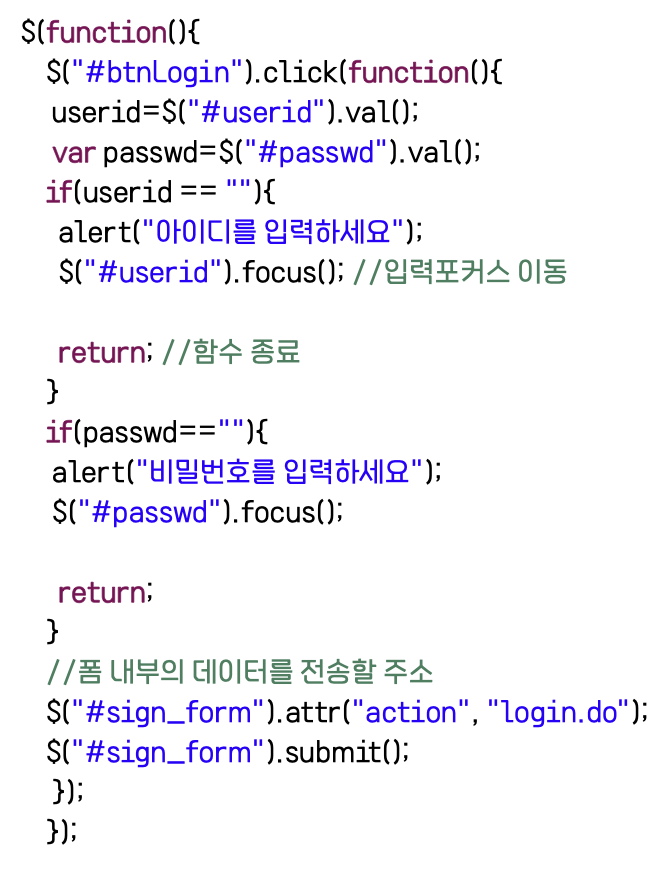 $(function(){
$("#btnLogin").click(function(){
userid=$("#userid").val();
var passwd=$("#passwd").val();
if(userid == ""){
alert("아이디를 입력하세요");
$("#userid").focus(); //입력포커스 이동
return; //함수 종료
}
if(passwd==""){
alert("비밀번호를 입력하세요");
$("#passwd").focus();
return;
}
//폼 내부의 데이터를 전송할 주소
$("#sign_form").attr("action", "login.do");
$("#sign_form").submit();
});
});